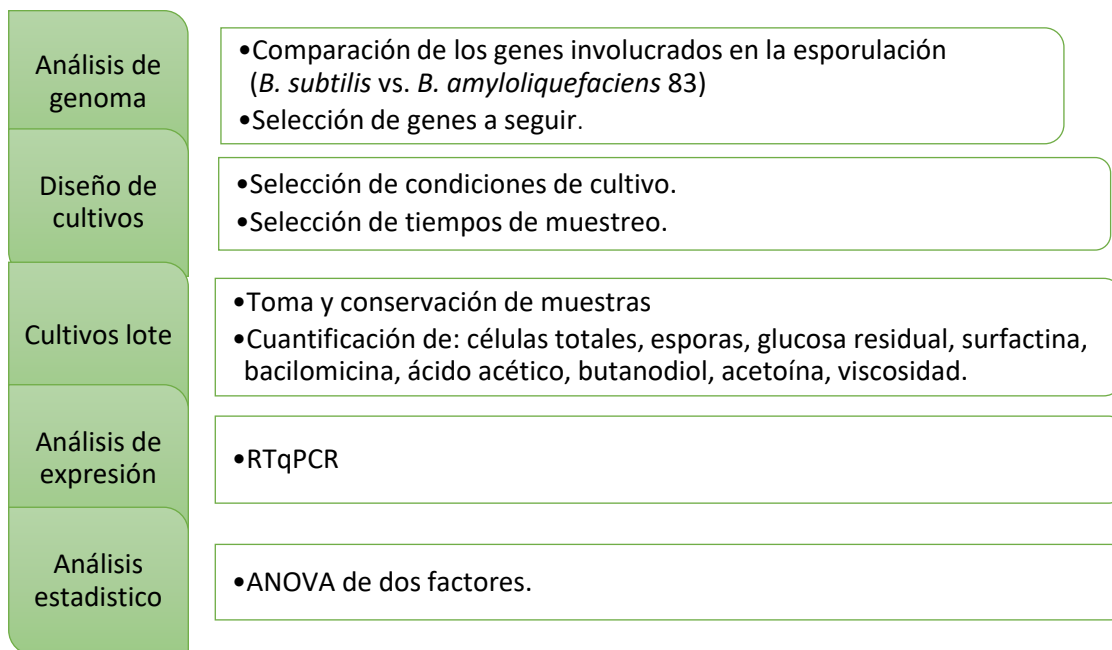 Análisis de
genoma
•Comparación de los genes involucrados en la esporulación
(B. subtilis vs. B. amyloliquefaciens 83)
•Selección de genes a seguir.
Diseño de
cultivos
•Selección de condiciones de cultivo.
•Selección de tiempos de muestreo.
Cultivos lote
•Toma y conservación de muestras
•Cuantificación de: células totales, esporas, glucosa residual, surfactina,
bacilomicina, ácido acético, butanodiol, acetoína, viscosidad.
Análisis de
expresión
•RTqPCR
Análisis
estadistico
•ANOVA de dos factores.